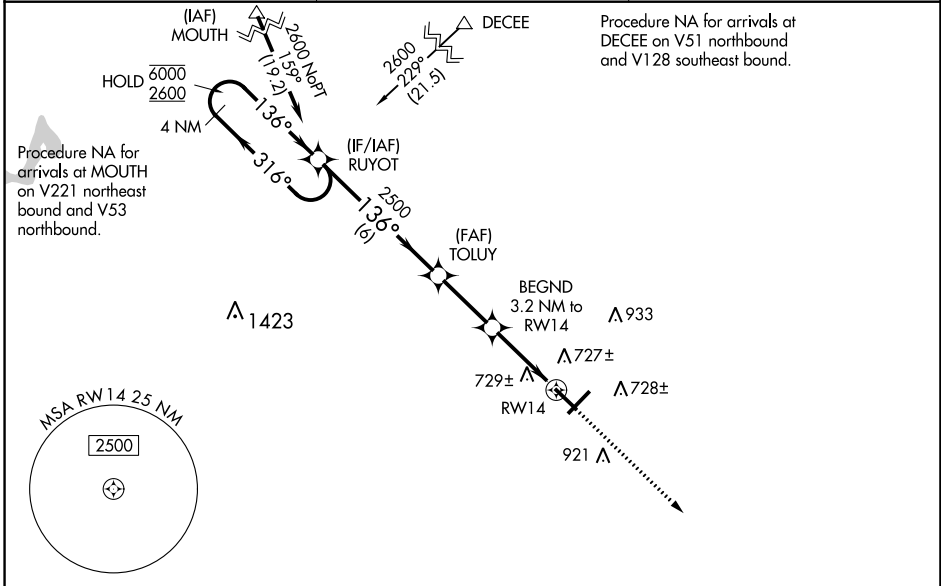 (IAF)
MOUTH
2600 NoPT
159°
(19.2)
DECEE
2600
229°
(21.5)
Procedure NA for arrivals at
DECEE on V51 northbound
and V128 southeast bound.
HOLD 6000
2600
4 NM
136°
316°
(IF/IAF)
RUYOT
Procedure NA for
arrivals at MOUTH
on V221 northeast
bound and V53
northbound.
2500
136°
(6)
(FAF)
TOLUY
BEGND
3.2 NM to
RW14
1423
933
727±
729±
728±
RW14
921
MSA RW14 25 NM
2500